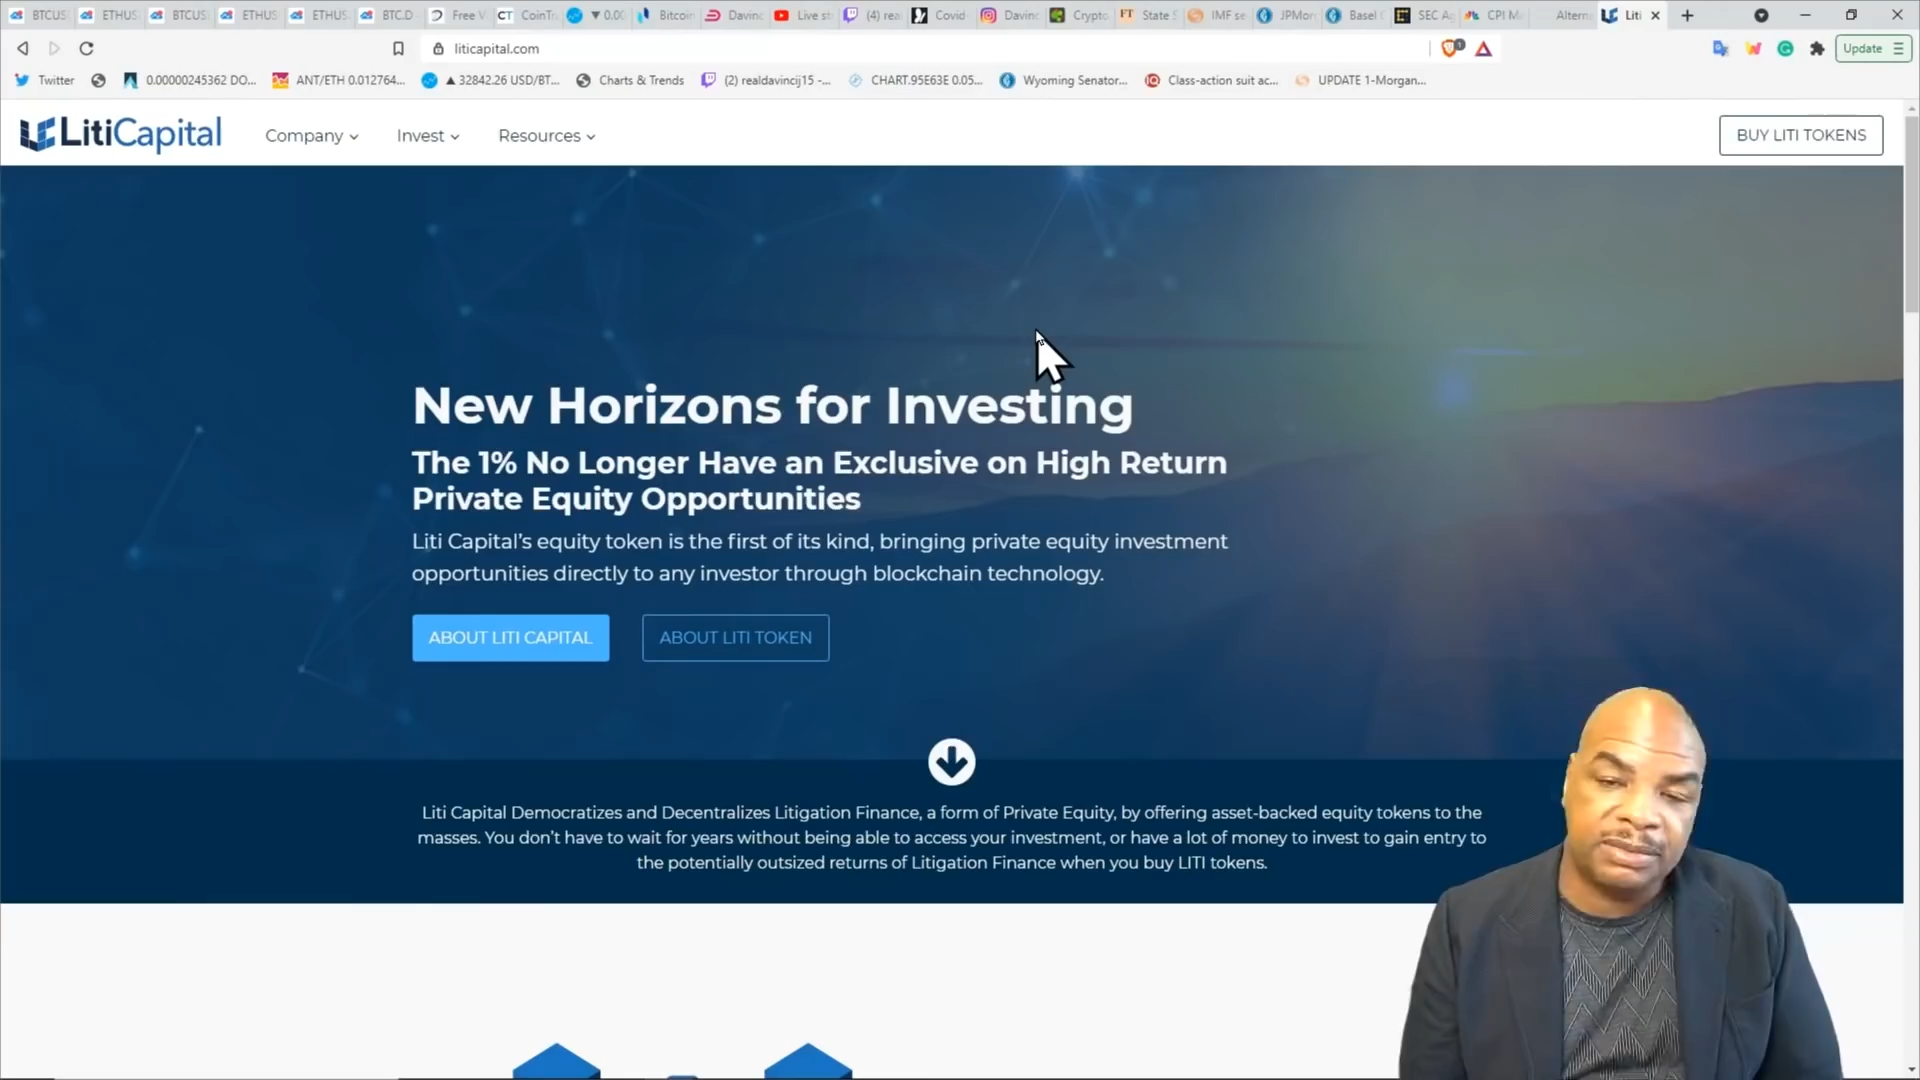 BTCUS
ETHUS
BTCUS
ETHUS
ETHUS
BTC.D
Free V
CT CoinTr
▼0.00
Bitcoin
Davinc
Live st
(4) rea
Covid-
Davinc
Crypto
FT State S
IMF se
JPMor
Basel C
SEC Ag
CPI Ma
Altern
Liti
liticapital.com
1
Update
Twitter
0.00000245362 DO...
ANT/ETH 0.012764...
▲ 32842.26 USD/BT...
Charts & Trends
(2) realdavincij15 -...
CHART.95E63E 0.05...
Wyoming Senator...
Class-action suit ac...
UPDATE 1-Morgan...
LitiCapital
Company
Invest
Resources
BUY LITI TOKENS
New Horizons for Investing
The 1% No Longer Have an Exclusive on High Return
Private Equity Opportunities
Liti Capital’s equity token is the first of its kind, bringing private equity investment
opportunities directly to any investor through blockchain technology.
ABOUT LITI CAPITAL
ABOUT LITI TOKEN
Liti Capital Democratizes and Decentralizes Litigation Finance, a form of Private Equity, by offering asset-backed equity tokens to the
masses. You don’t have to wait for years without being able to access your investment, or have a lot of money to invest to gain entry to
the potentially outsized returns of Litigation Finance when you buy LITI tokens.